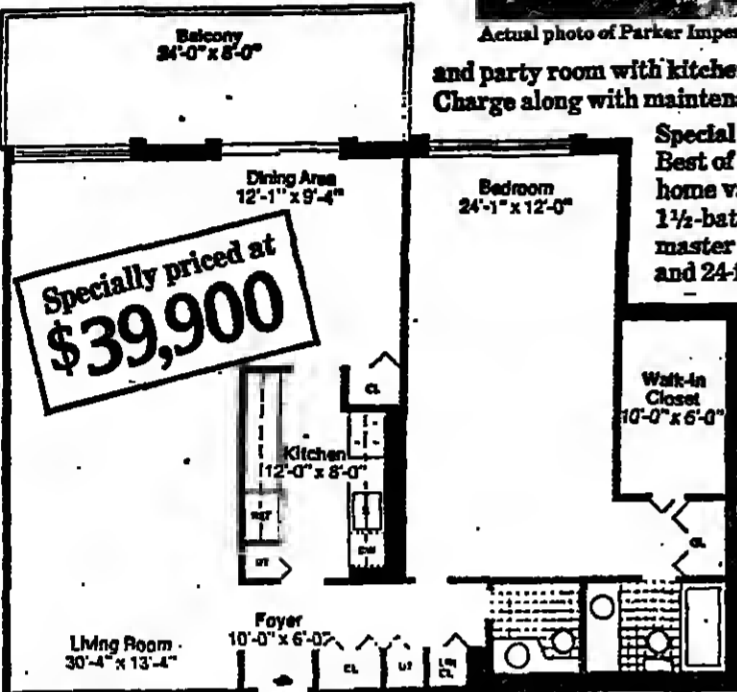 Actual photo of Parker Imper
and party room with kitche
Charge along with mainten
Special
Best of
home v
1½-bat
master
and 24-f
Balcony
24'-0" x 8'-0"
Dining Area
12'-1" x 9'-4"
Bedroom
24'-1" x 12'-0"
Specially priced at
$39,900
CL
Walk-in
Closet
10'-0" x 6'-0"
Kitchen
12'-0" x 8'-0"
REF
UT
DW
CL
Foyer
10'-0" x 6'-0"
Living Room
30'-4" x 13'-4"
CL
UT
LIN
CL